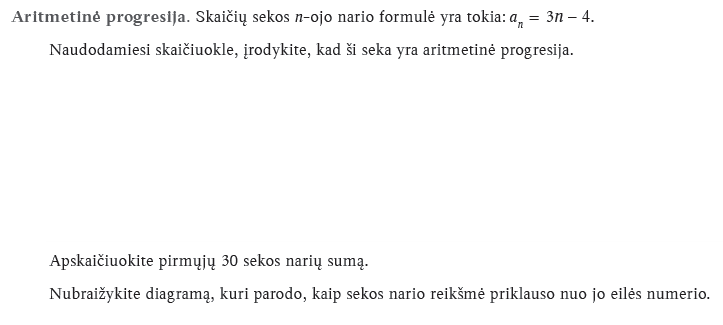 Aritmetinė progresija. Skaičių sekos n-ojo nario formulė yra tokia: aₙ = 3n – 4.
Naudodamiesi skaičiuokle, įrodykite, kad ši seka yra aritmetinė progresija.
Apskaičiuokite pirmųjų 30 sekos narių sumą.
Nubraižykite diagramą, kuri parodo, kaip sekos nario reikšmė priklauso nuo jo eilės numerio.